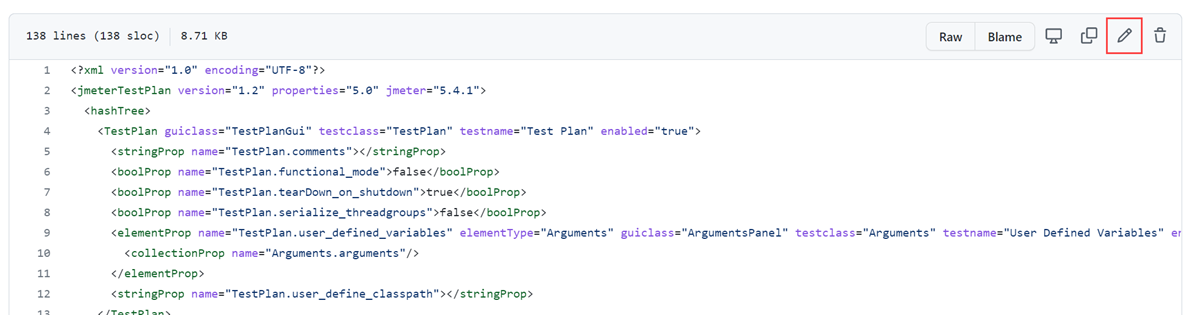 138 lines (138 sloc) 8.71 KB Raw Blame
1 <?xml version="1.0" encoding="UTF-8"?>
2 <jmeterTestPlan version="1.2" properties="5.0" jmeter="5.4.1">
3 <hashTree>
4 <TestPlan guiclass="TestPlanGui" testclass="TestPlan" testname="Test Plan" enabled="true">
5 <stringProp name="TestPlan.comments"></stringProp>
6 <boolProp name="TestPlan.functional_mode">false</boolProp>
7 <boolProp name="TestPlan.tearDown_on_shutdown">true</boolProp>
8 <boolProp name="TestPlan.serialize_threadgroups">false</boolProp>
9 <elementProp name="TestPlan.user_defined_variables" elementType="Arguments" guiclass="ArgumentsPanel" testclass="Arguments" testname="User Defined Variables" en
10 <collectionProp name="Arguments.arguments"/>
11 </elementProp>
12 <stringProp name="TestPlan.user_define_classpath"></stringProp>
13 </TestPlan>